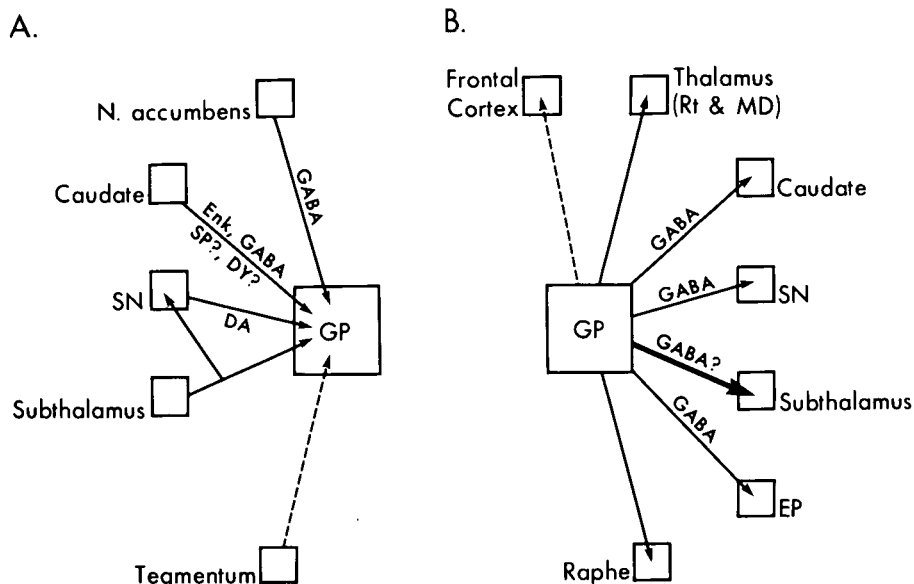 A.
N. accumbens
GABA
Caudate
Enk, GABA
SP?, DY?
SN
DA
GP
Subthalamus
Tegmentum
B.
Frontal
Cortex
Thalamus
(Rt & MD)
Caudate
GABA
SN
GABA
GP
GABA?
Subthalamus
GABA
EP
Raphe